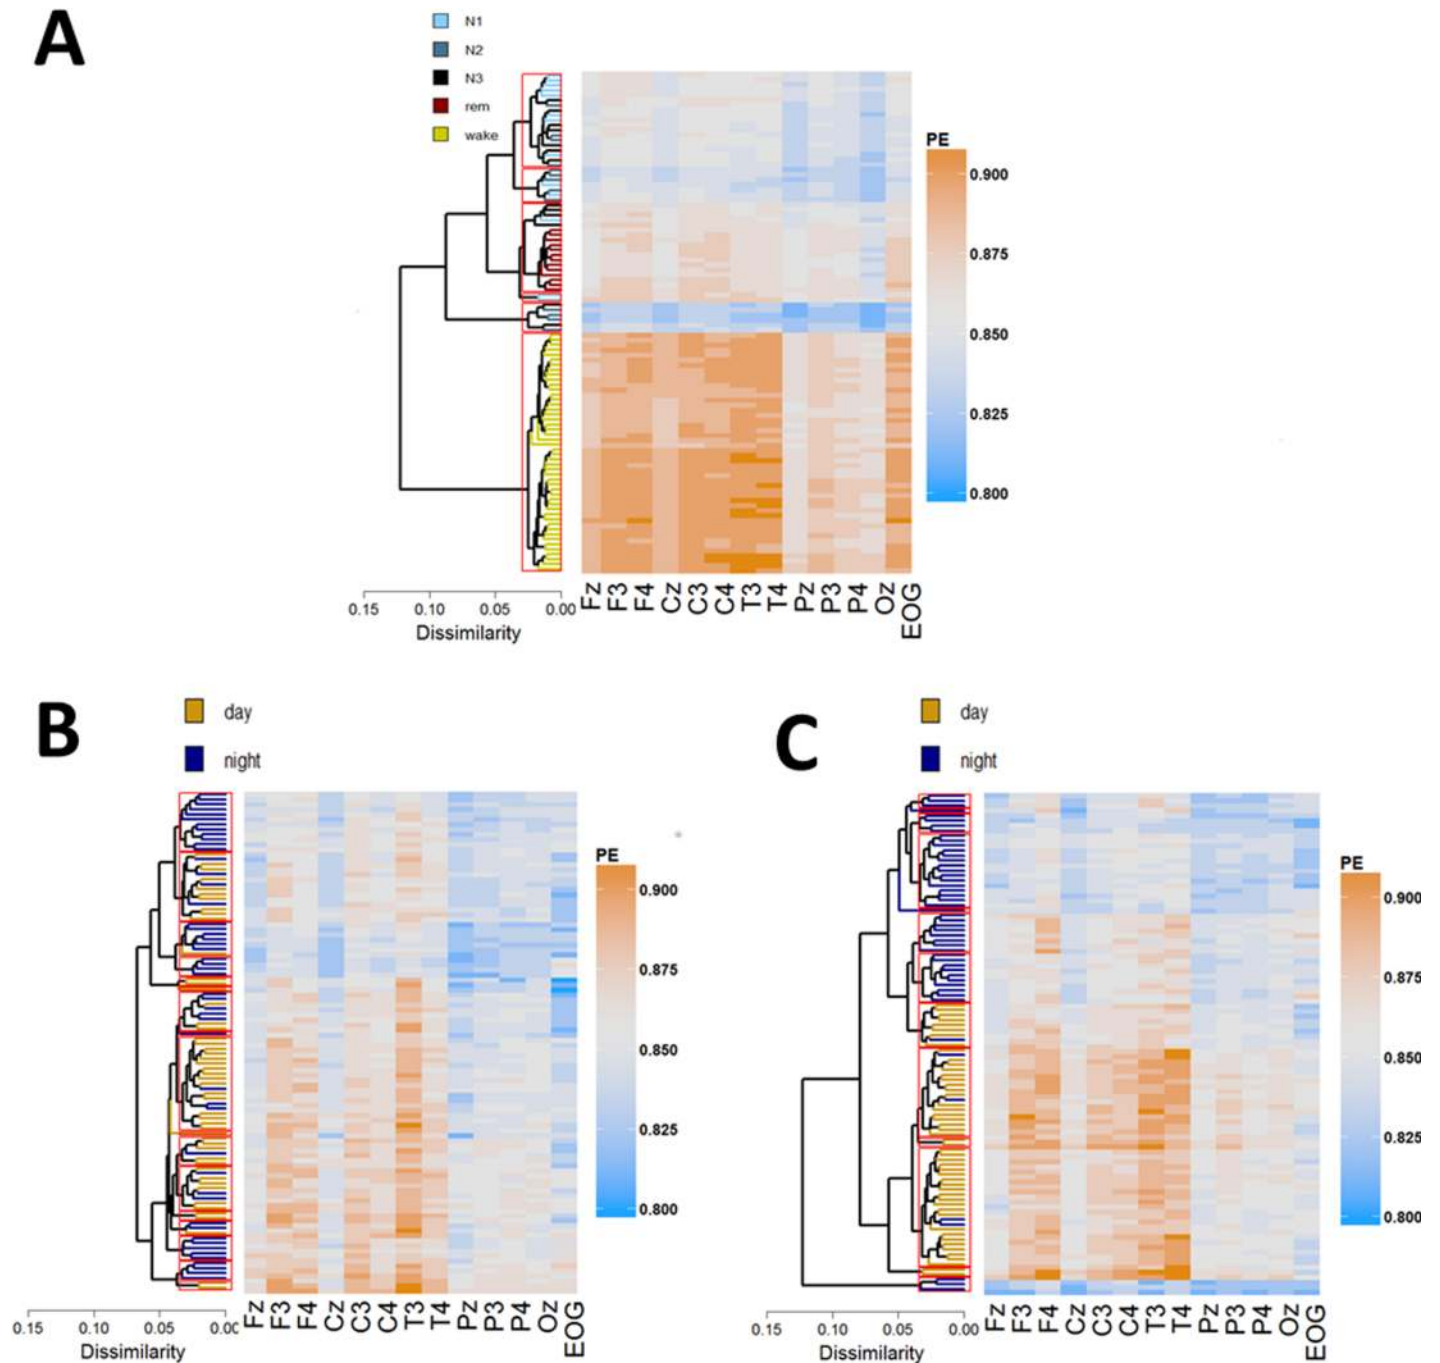 A
N1
N2
N3
rem
wake
PE
0.900
0.875
0.850
0.825
0.800
Fz F3 F4 Cz C3 C4 T3 T4 Pz P3 P4 Oz EOG
0.15 0.10 0.05 0.00
Dissimilarity
B
day
night
PE
0.900
0.875
0.850
0.825
0.800
Fz F3 F4 Cz C3 C4 T3 T4 Pz P3 P4 Oz EOG
0.15 0.10 0.05 0.00
Dissimilarity
C
day
night
PE
0.900
0.875
0.850
0.825
0.800
Fz F3 F4 Cz C3 C4 T3 T4 Pz P3 P4 Oz EOG
0.15 0.10 0.05 0.00
Dissimilarity